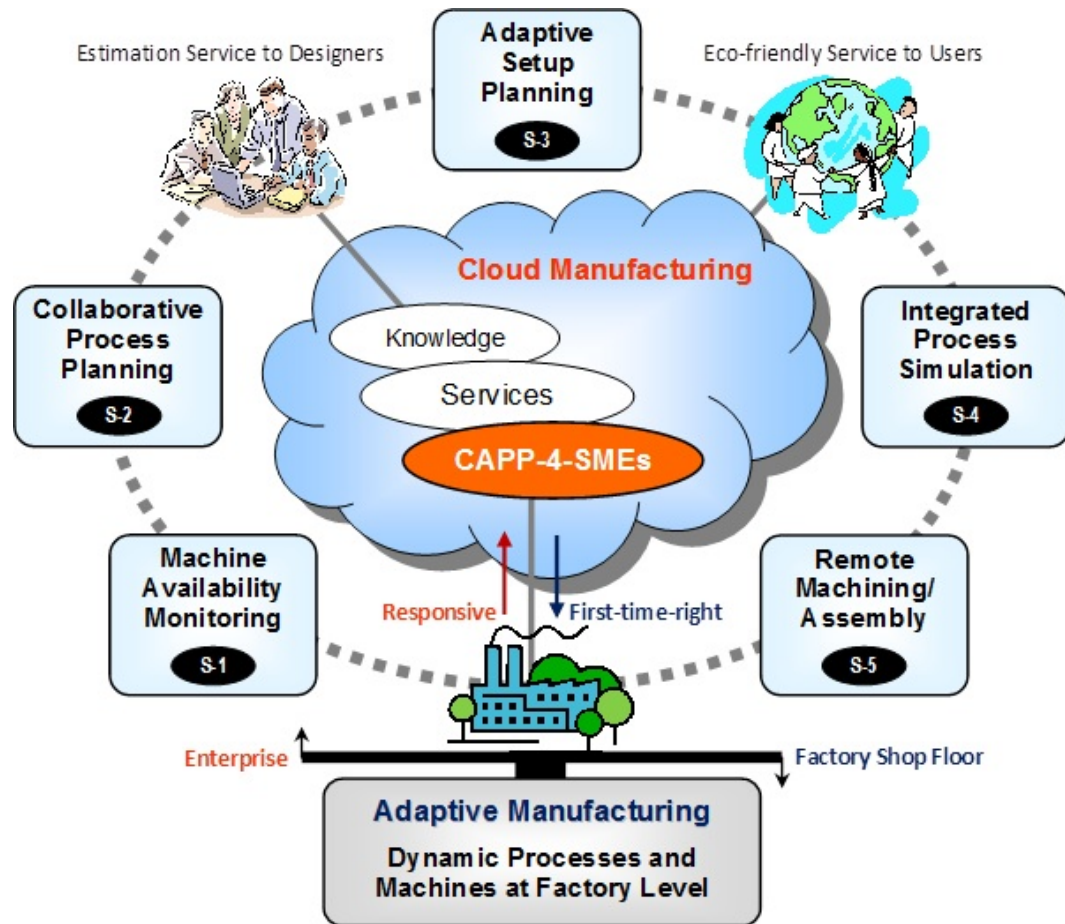 Estimation Service to Designers
Adaptive
Setup
Planning
S-3
Eco-friendly Service to Users
Cloud Manufacturing
Knowledge
Services
CAPP-4-SMEs
Collaborative
Process
Planning
S-2
Integrated
Process
Simulation
S-4
Machine
Availability
Monitoring
S-1
Responsive
First-time-right
Remote
Machining/
Assembly
S-5
Enterprise
Factory Shop Floor
Adaptive Manufacturing
Dynamic Processes and
Machines at Factory Level